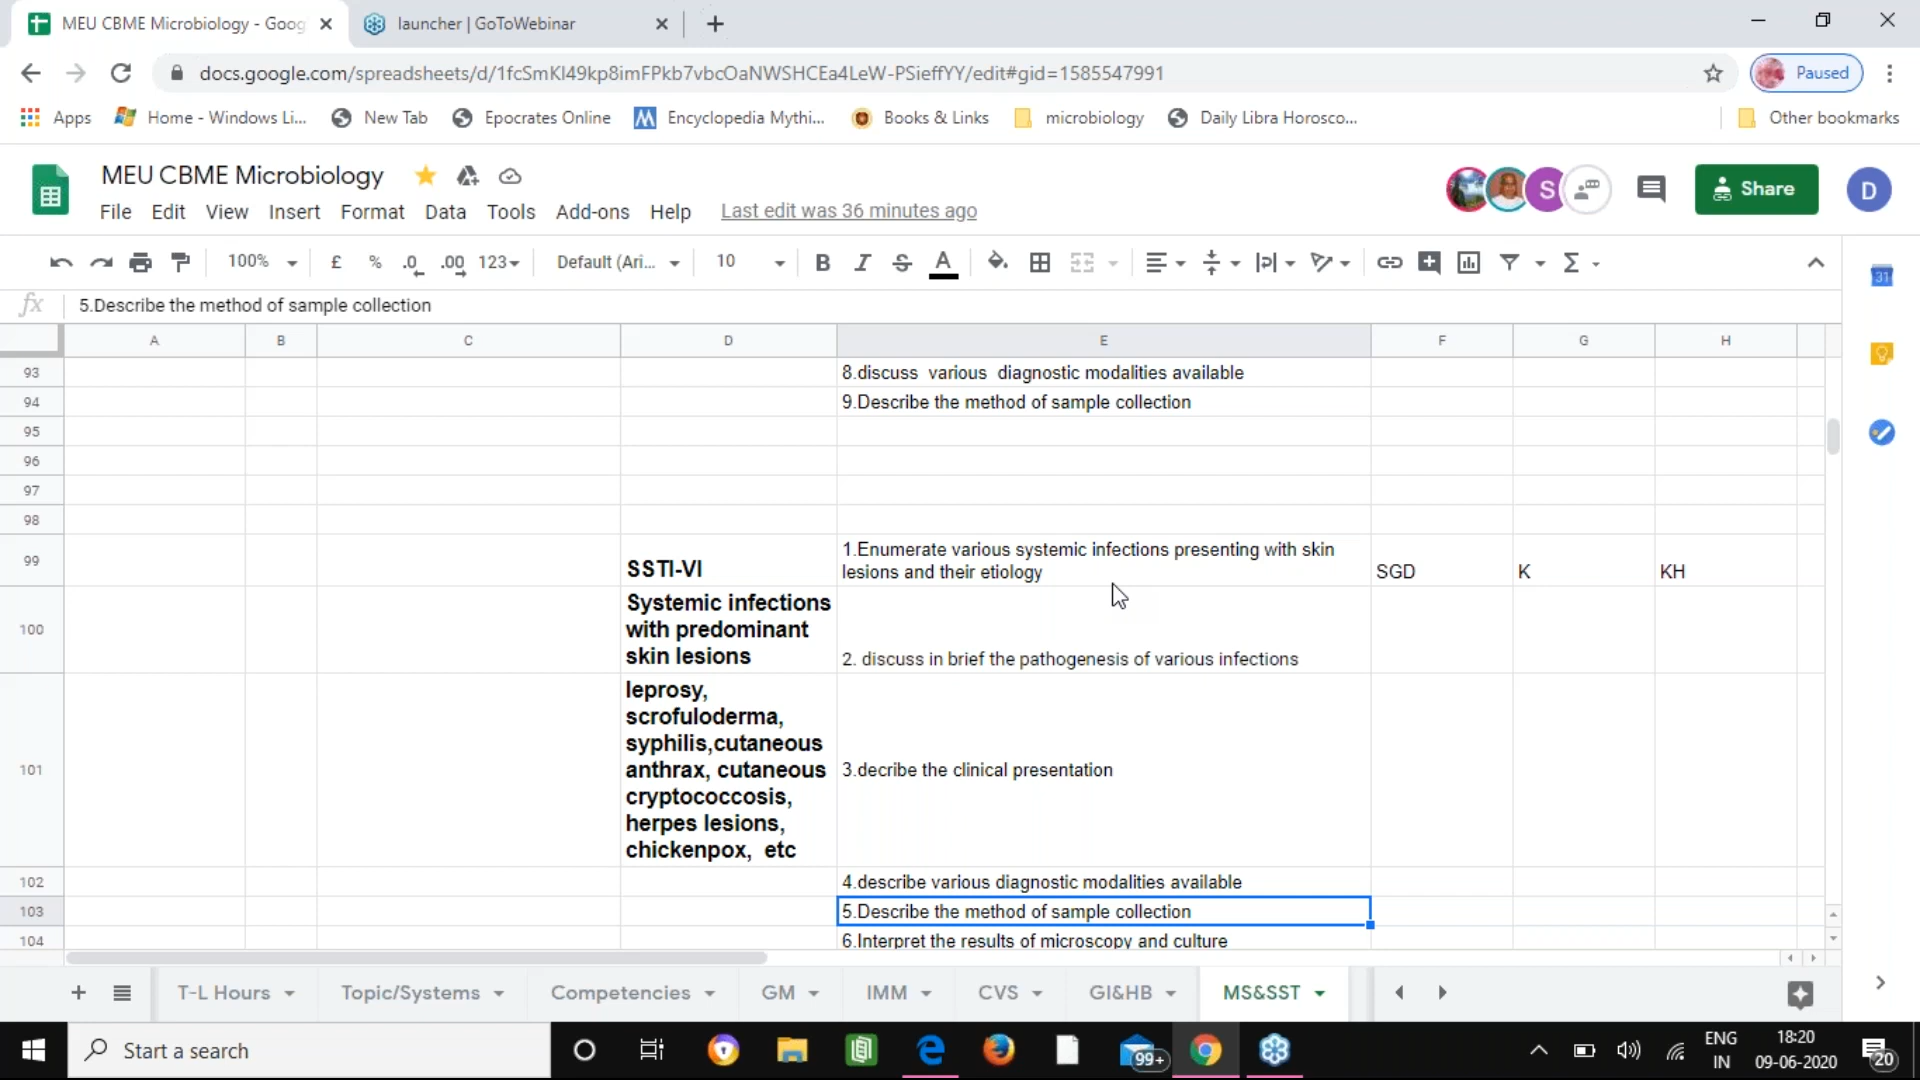 MEU CBME Microbiology - Goog
launcher | GoToWebinar
docs.google.com/spreadsheets/d/1fcSmKl49kp8imFPkb7vbcOaNWSHCEa4LeW-PSieffYY/edit#gid=1585547991
Paused
Apps
Home - Windows Li...
New Tab
Epocrates Online
Encyclopedia Mythi...
Books & Links
microbiology
Daily Libra Horosco...
Other bookmarks
MEU CBME Microbiology
S
Share
D
File Edit View Insert Format Data Tools Add-ons Help Last edit was 36 minutes ago
100% £ % .0 .00 123 Default (Ari... 10 B I S A Σ
31
fx 5.Describe the method of sample collection
A B C D E F G H
93 8.discuss various diagnostic modalities available
94 9.Describe the method of sample collection
95
96
97
98
99 SSTI-VI
1.Enumerate various systemic infections presenting with skin
lesions and their etiology
SGD K KH
100
Systemic infections
with predominant
skin lesions
2. discuss in brief the pathogenesis of various infections
101
leprosy,
scrofuloderma,
syphilis,cutaneous
anthrax, cutaneous
cryptococcosis,
herpes lesions,
chickenpox, etc
3.decribe the clinical presentation
102 4.describe various diagnostic modalities available
103 5.Describe the method of sample collection
104 6.Interpret the results of microscopy and culture
T-L Hours Topic/Systems Competencies GM IMM CVS GI&HB MS&SST
Start a search
99+
ENG
IN
18:20
09-06-2020
20